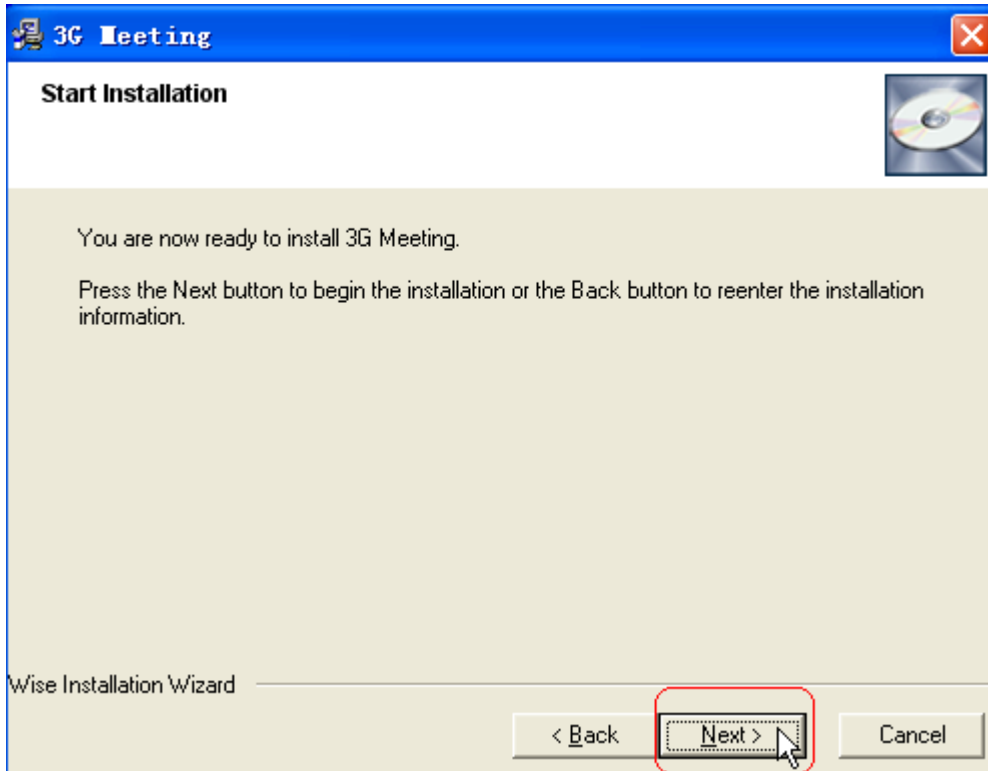 3G Meeting
Start Installation
You are now ready to install 3G Meeting.
Press the Next button to begin the installation or the Back button to reenter the installation
information.
Wise Installation Wizard
< Back
Next >
Cancel